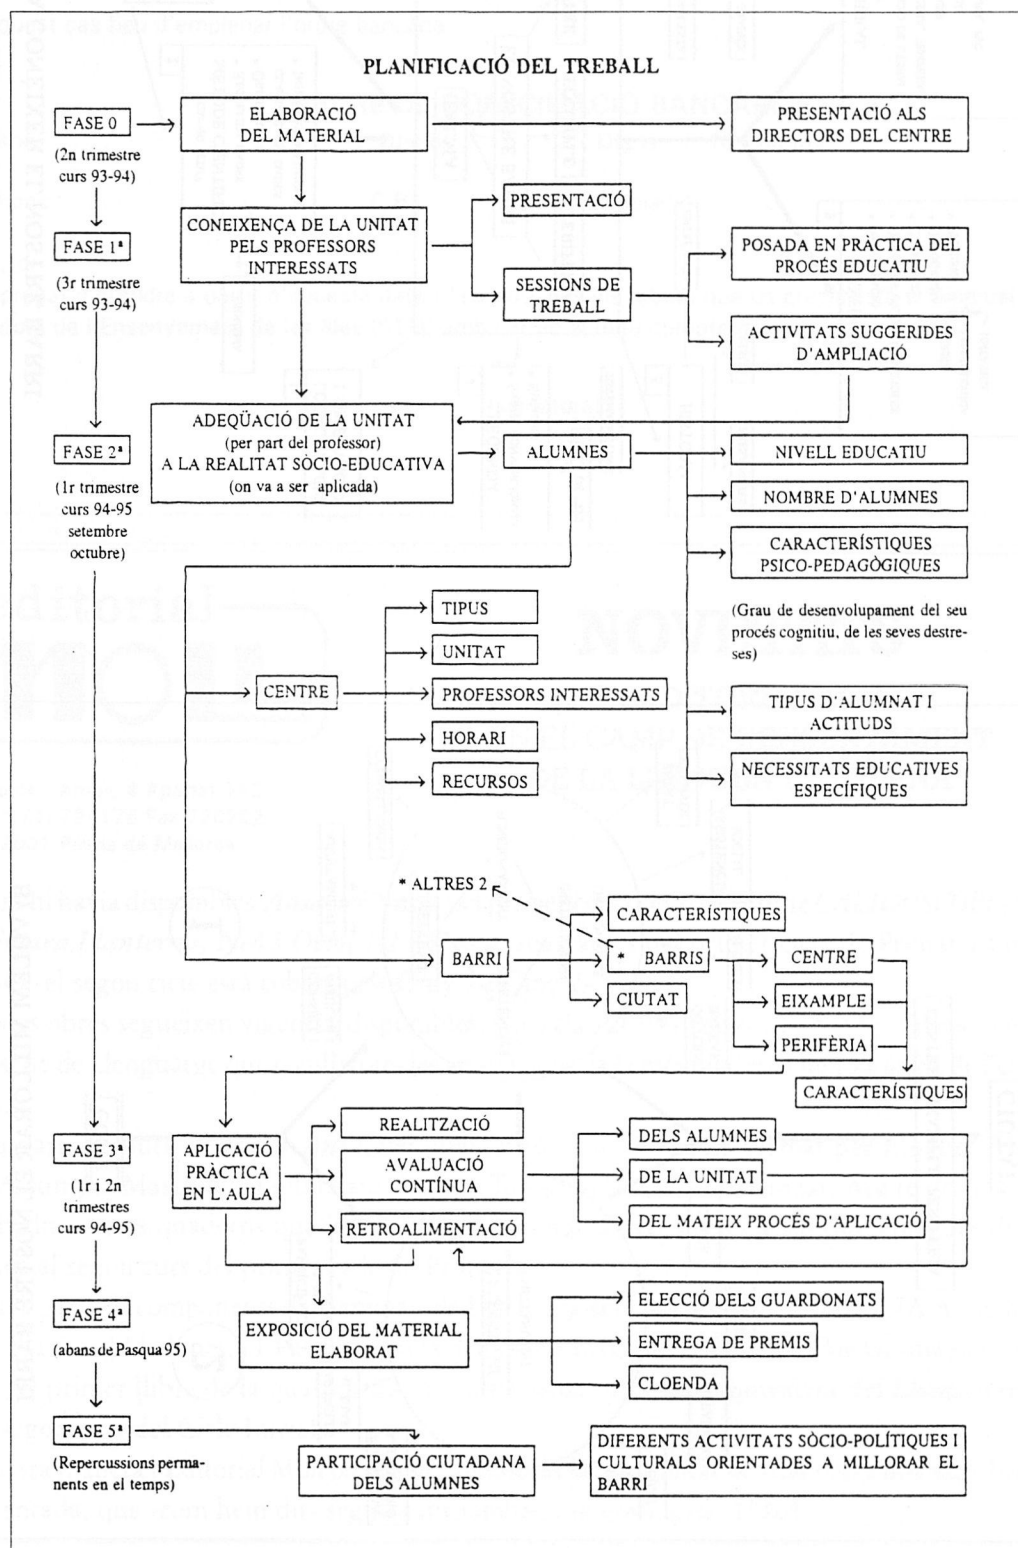 PLANIFICACIÓ DEL TREBALL
FASE 0
(2n trimestre
curs 93-94)
ELABORACIÓ
DEL MATERIAL
PRESENTACIÓ ALS
DIRECTORS DEL CENTRE
FASE 1ª
(3r trimestre
curs 93-94)
CONEIXENÇA DE LA UNITAT
PELS PROFESSORS
INTERESSATS
PRESENTACIÓ
SESSIONS DE
TREBALL
POSADA EN PRÀCTICA DEL
PROCÉS EDUCATIU
ACTIVITATS SUGGERIDES
D'AMPLIACIÓ
FASE 2ª
(1r trimestre
curs 94-95
setembre
octubre)
ADEQÜACIÓ DE LA UNITAT
(per part del professor)
A LA REALITAT SÒCIO-EDUCATIVA
(on va a ser aplicada)
ALUMNES
NIVELL EDUCATIU
NOMBRE D'ALUMNES
CARACTERÍSTIQUES
PSICO-PEDAGÒGIQUES
(Grau de desenvolupament del seu
procés cognitiu, de les seves destre-
ses)
TIPUS D'ALUMNAT I
ACTITUDS
NECESSITATS EDUCATIVES
ESPECÍFIQUES
CENTRE
TIPUS
UNITAT
PROFESSORS INTERESSATS
HORARI
RECURSOS
* ALTRES 2
BARRI
CARACTERÍSTIQUES
* BARRIS
CIUTAT
CENTRE
EIXAMPLE
PERIFÈRIA
CARACTERÍSTIQUES
FASE 3ª
(1r i 2n
trimestres
curs 94-95)
APLICACIÓ
PRÀCTICA
EN L'AULA
REALITZACIÓ
AVALUACIÓ
CONTÍNUA
RETROALIMENTACIÓ
DELS ALUMNES
DE LA UNITAT
DEL MATEIX PROCÉS D'APLICACIÓ
FASE 4ª
(abans de Pasqua 95)
EXPOSICIÓ DEL MATERIAL
ELABORAT
ELECCIÓ DELS GUARDONATS
ENTREGA DE PREMIS
CLOENDA
FASE 5ª
(Repercussions perma-
nents en el temps)
PARTICIPACIÓ CIUTADANA
DELS ALUMNES
DIFERENTS ACTIVITATS SÒCIO-POLÍTIQUES I
CULTURALS ORIENTADES A MILLORAR EL
BARRI